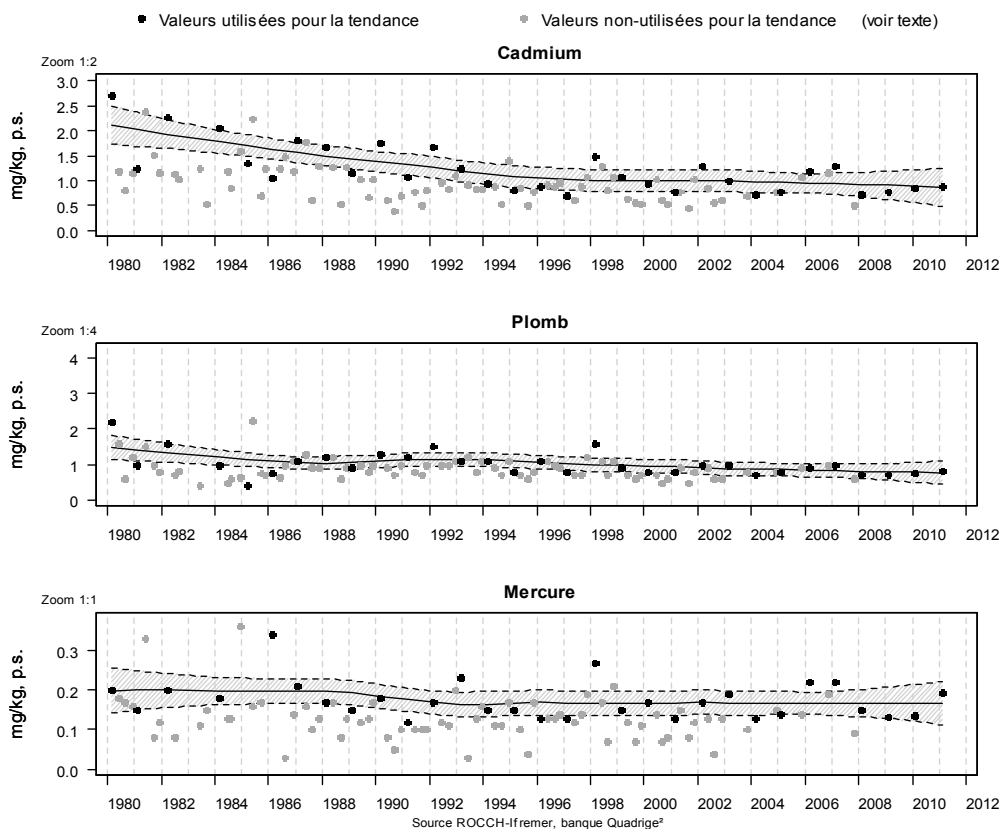 Valeurs utilisées pour la tendance Valeurs non-utilisées pour la tendance (voir texte)
Cadmium
Zoom 1:2
mg/kg, p.s.
3.0
2.5
2.0
1.5
1.0
0.5
0.0
1980 1982 1984 1986 1988 1990 1992 1994 1996 1998 2000 2002 2004 2006 2008 2010 2012
Plomb
Zoom 1:4
mg/kg, p.s.
4
3
2
1
0
1980 1982 1984 1986 1988 1990 1992 1994 1996 1998 2000 2002 2004 2006 2008 2010 2012
Mercure
Zoom 1:1
mg/kg, p.s.
0.3
0.2
0.1
0.0
1980 1982 1984 1986 1988 1990 1992 1994 1996 1998 2000 2002 2004 2006 2008 2010 2012
Source ROCCH-Ifremer, banque Quadrige²